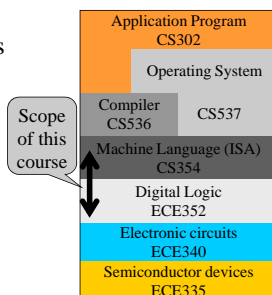 Application Program
CS302
s
Operating System
Compiler
CS536
CS537
Scope
of this
course
Machine Language (ISA)
CS354
Digital Logic
ECE352
Electronic circuits
ECE340
Semiconductor devices
ECE335